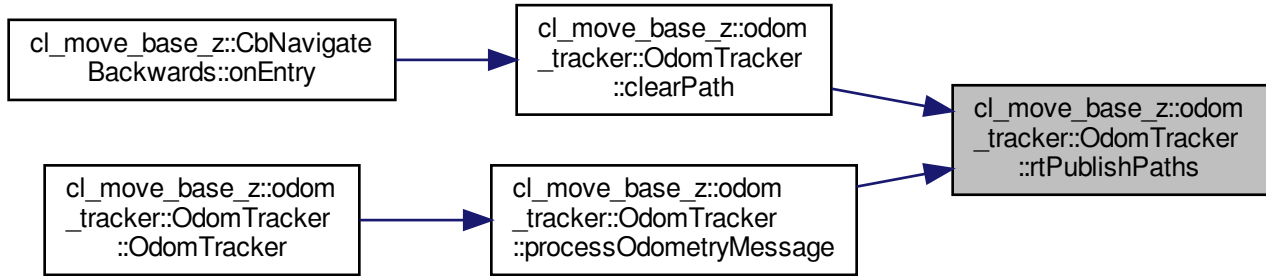 cl_move_base_z::CbNavigate
Backwards::onEntry
cl_move_base_z::odom
_tracker::OdomTracker
::clearPath
cl_move_base_z::odom
_tracker::OdomTracker
::rtPublishPaths
cl_move_base_z::odom
_tracker::OdomTracker
::OdomTracker
cl_move_base_z::odom
_tracker::OdomTracker
::processOdometryMessage